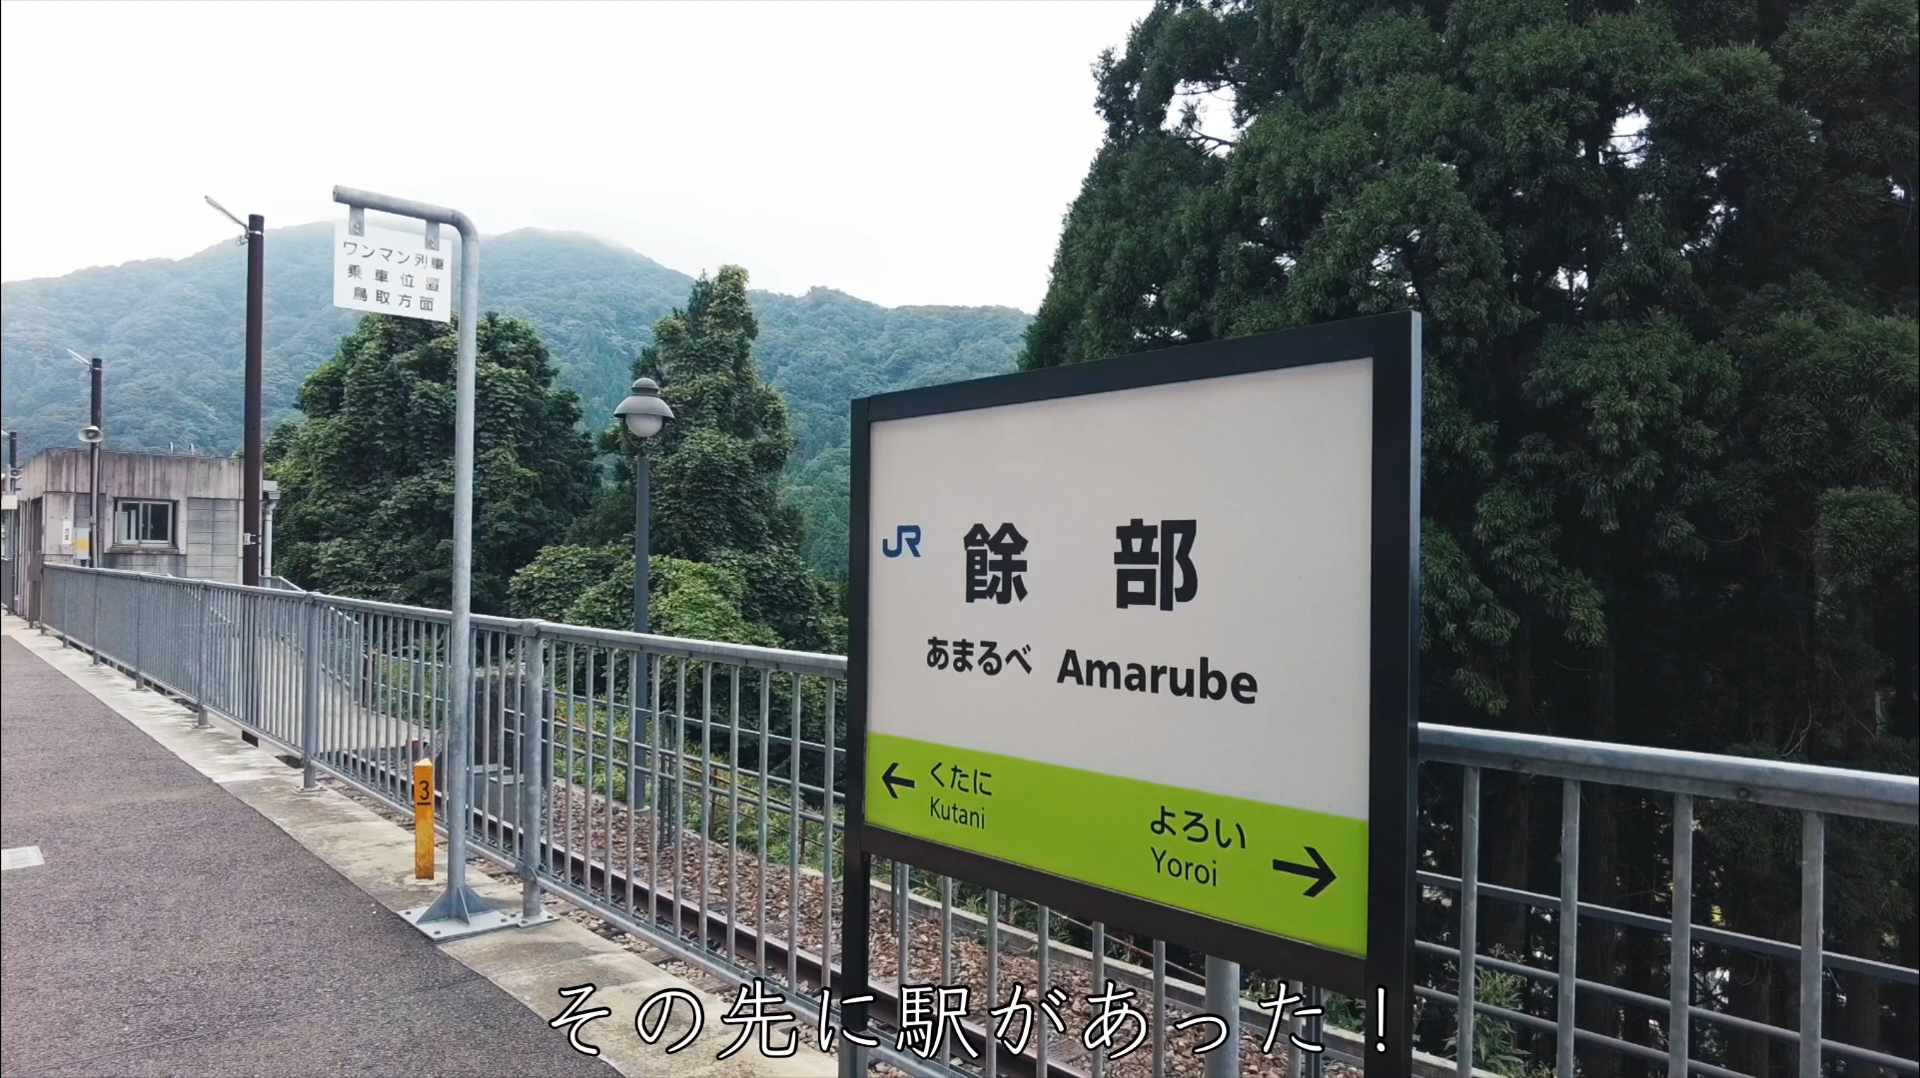 ワンマン列車
乗車位置
鳥取方面
JR 餘部
あまるべ Amarube
← くたに
Kutani
よろい →
Yoroi
3
その先に駅があった!